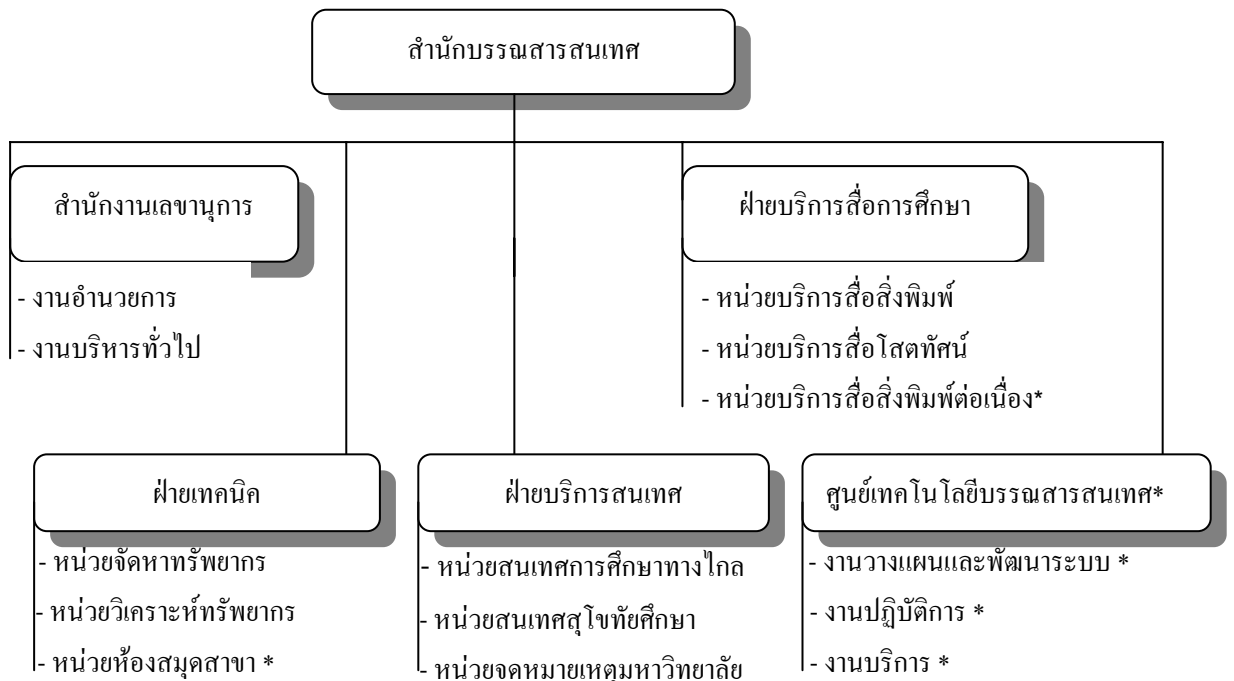 สำนักบรรณสารสนเทศ
สำนักงานเลขานุการ
- งานอำนวยการ
- งานบริหารทั่วไป
ฝ่ายบริการสื่อการศึกษา
- หน่วยบริการสื่อสิ่งพิมพ์
- หน่วยบริการสื่อโสตทัศน์
- หน่วยบริการสื่อสิ่งพิมพ์ต่อเนื่อง*
ฝ่ายเทคนิค
- หน่วยจัดหาทรัพยากร
- หน่วยวิเคราะห์ทรัพยากร
- หน่วยห้องสมุดสาขา *
ฝ่ายบริการสนเทศ
- หน่วยสนเทศการศึกษาทางไกล
- หน่วยสนเทศสุโขทัยศึกษา
- หน่วยจดหมายเหตุมหาวิทยาลัย
ศูนย์เทคโนโลยีบรรณสารสนเทศ*
- งานวางแผนและพัฒนาระบบ *
- งานปฏิบัติการ *
- งานบริการ *